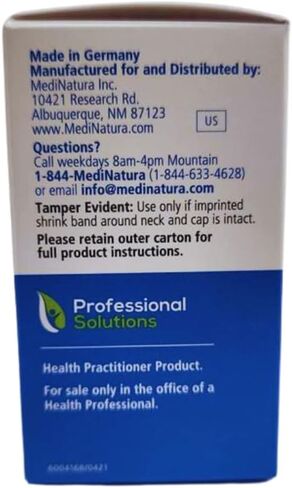 Made in Germany
Manufactured for and Distributed by:
MediNatura Inc.
10421 Research Rd.
Albuquerque, NM 87123
www.MediNatura.com
US
Questions?
Call weekdays 8am-4pm Mountain
1-844-MediNatura (1-844-633-4628)
or email info@medinatura.com
Tamper Evident: Use only if imprinted
shrink band around neck and cap is intact.
Please retain outer carton for
full product instructions.
Professional
Solutions
Health Practitioner Product.
For sale only in the office of a
Health Professional.
6004168/0421